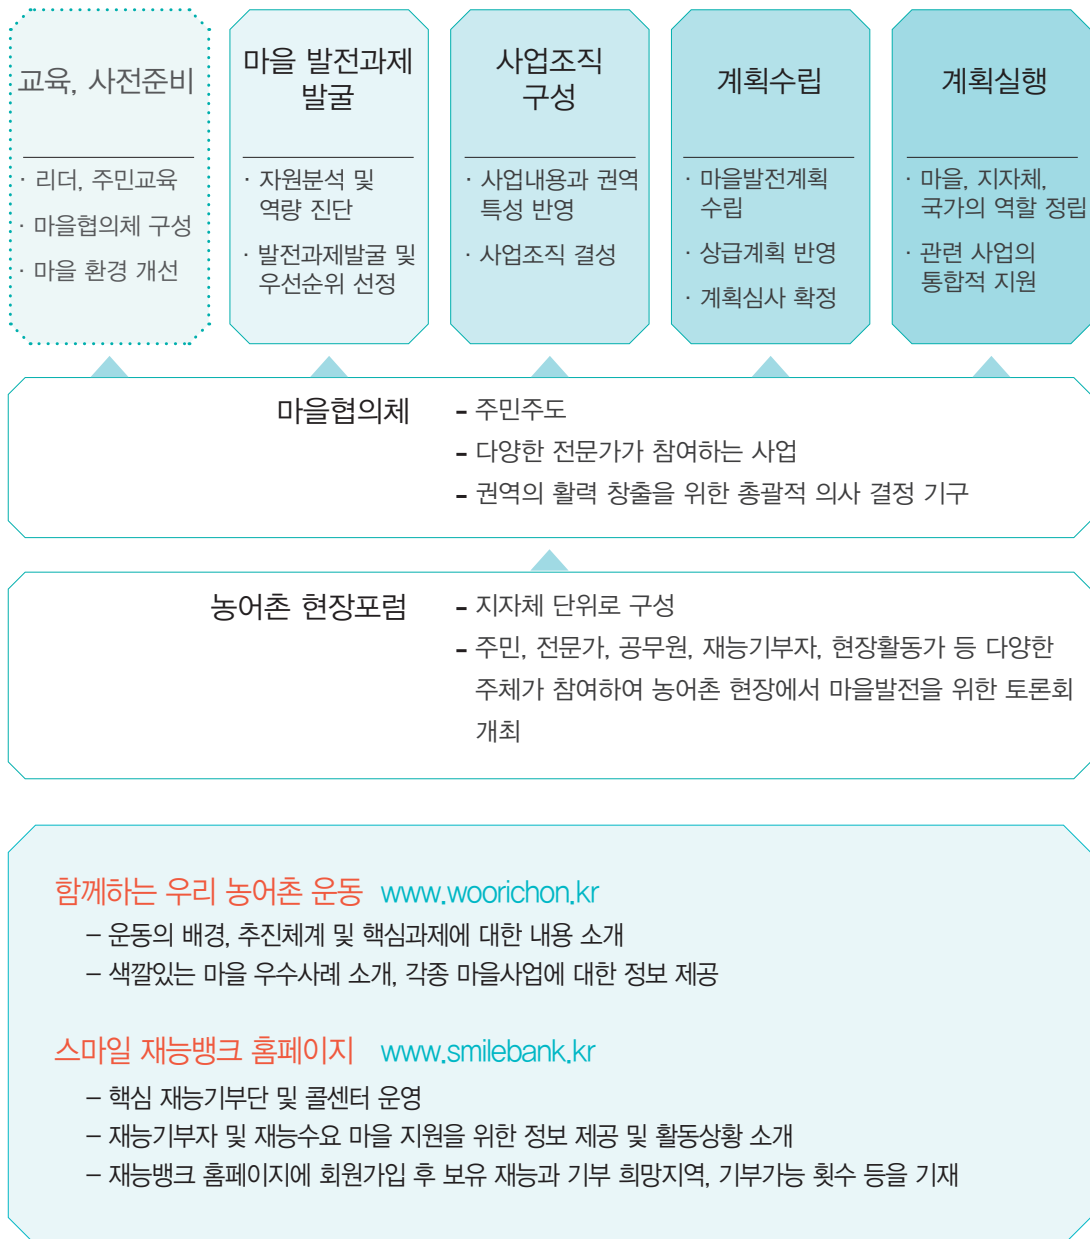 교육, 사전준비
· 리더, 주민교육
· 마을협의체 구성
· 마을 환경 개선
마을 발전과제
발굴
· 자원분석 및
역량 진단
· 발전과제발굴 및
우선순위 선정
사업조직
구성
· 사업내용과 권역
특성 반영
· 사업조직 결성
계획수립
· 마을발전계획
수립
· 상급계획 반영
· 계획심사 확정
계획실행
· 마을, 지자체,
국가의 역할 정립
· 관련 사업의
통합적 지원
마을협의체
- 주민주도
- 다양한 전문가가 참여하는 사업
- 권역의 활력 창출을 위한 총괄적 의사 결정 기구
농어촌 현장포럼
- 지자체 단위로 구성
- 주민, 전문가, 공무원, 재능기부자, 현장활동가 등 다양한
주체가 참여하여 농어촌 현장에서 마을발전을 위한 토론회
개최
함께하는 우리 농어촌 운동 www.woorichon.kr
– 운동의 배경, 추진체계 및 핵심과제에 대한 내용 소개
– 색깔있는 마을 우수사례 소개, 각종 마을사업에 대한 정보 제공
스마일 재능뱅크 홈페이지 www.smilebank.kr
– 핵심 재능기부단 및 콜센터 운영
– 재능기부자 및 재능수요 마을 지원을 위한 정보 제공 및 활동상황 소개
– 재능뱅크 홈페이지에 회원가입 후 보유 재능과 기부 희망지역, 기부가능 횟수 등을 기재